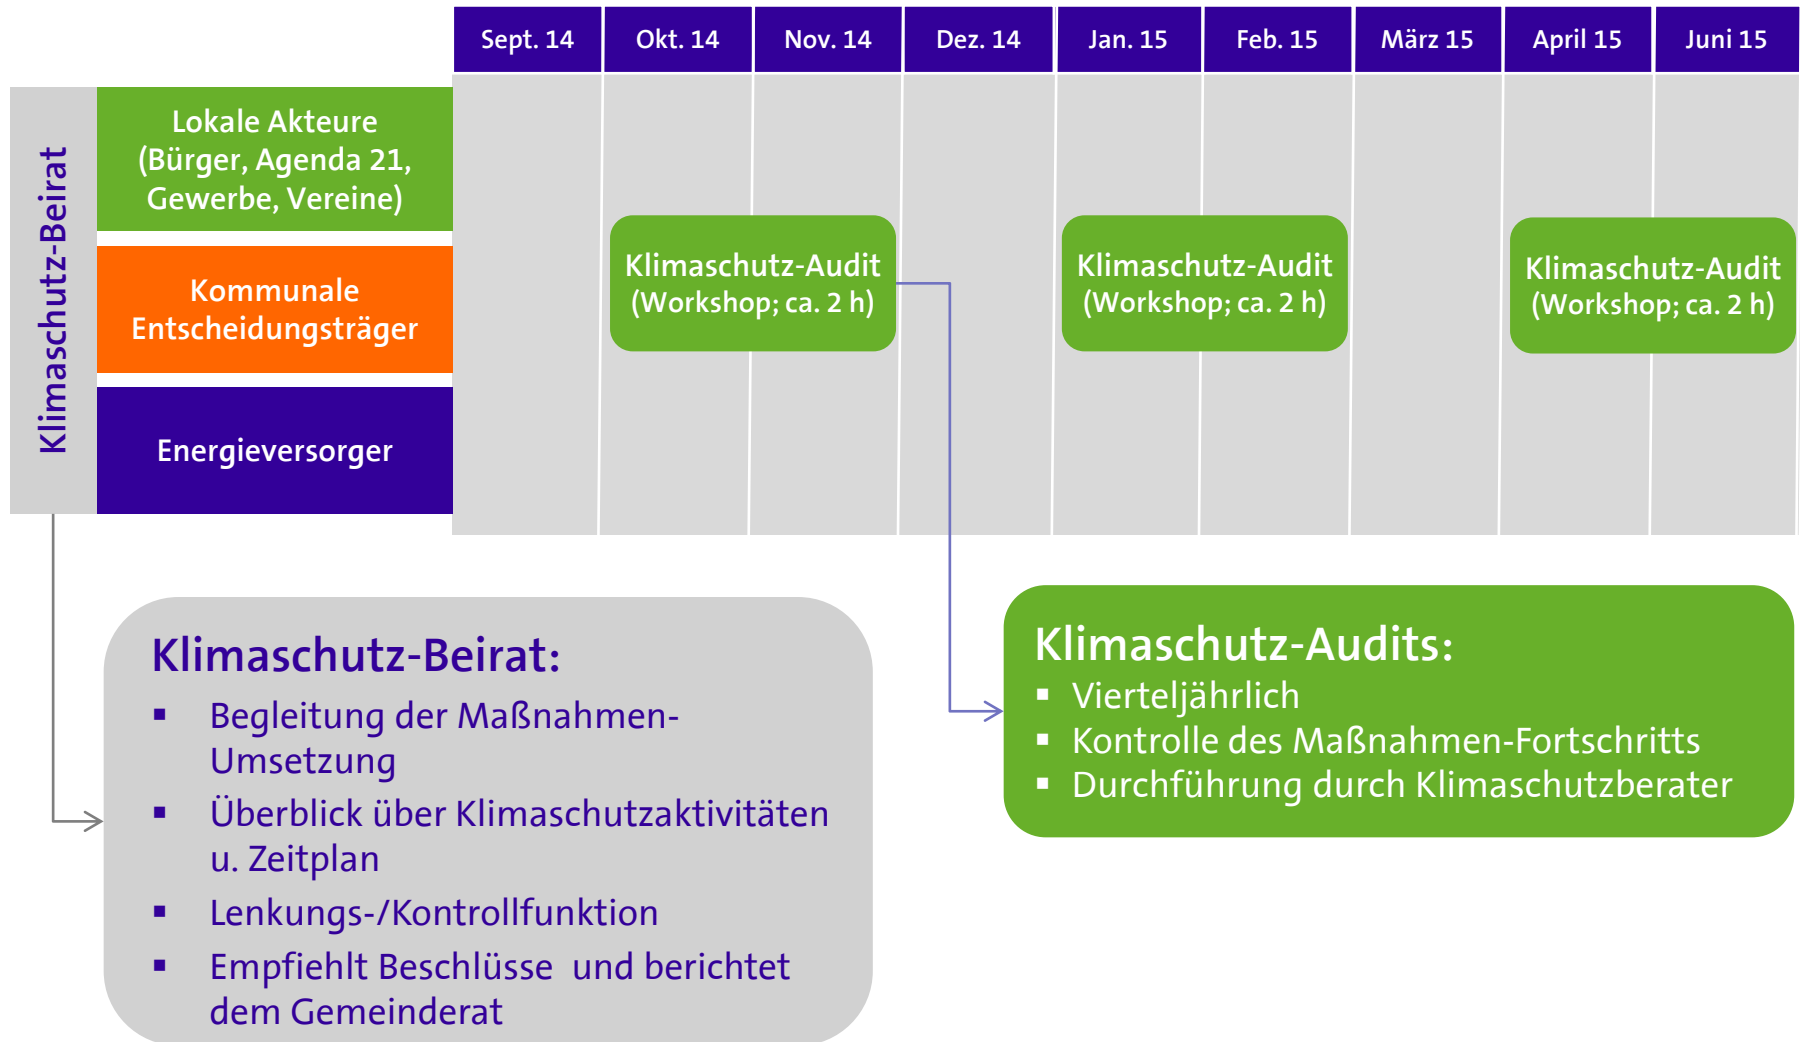 Sept. 14 Okt. 14 Nov. 14 Dez. 14 Jan. 15 Feb. 15 März 15 April 15 Juni 15
Klimaschutz-Beirat
Lokale Akteure
(Bürger, Agenda 21,
Gewerbe, Vereine)
Kommunale
Entscheidungsträger
Energieversorger
Klimaschutz-Audit
(Workshop; ca. 2 h)
Klimaschutz-Audit
(Workshop; ca. 2 h)
Klimaschutz-Audit
(Workshop; ca. 2 h)
Klimaschutz-Beirat:
▪ Begleitung der Maßnahmen-
Umsetzung
▪ Überblick über Klimaschutzaktivitäten
u. Zeitplan
▪ Lenkungs-/Kontrollfunktion
▪ Empfiehlt Beschlüsse und berichtet
dem Gemeinderat
Klimaschutz-Audits:
▪ Vierteljährlich
▪ Kontrolle des Maßnahmen-Fortschritts
▪ Durchführung durch Klimaschutzberater